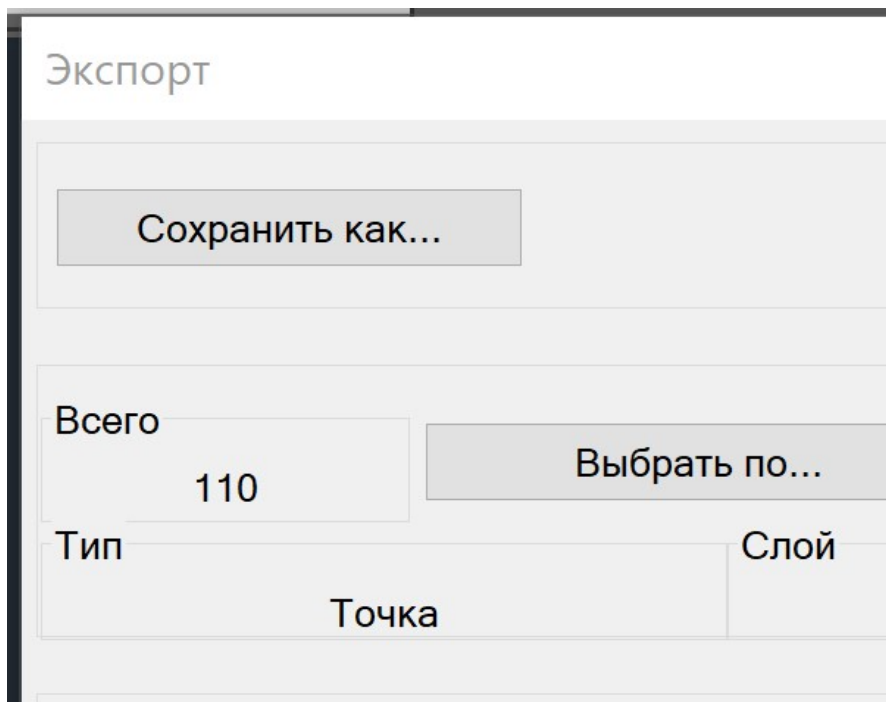 Экспорт
Сохранить как...
Всего
110
Выбрать по...
Тип
Точка
Слой